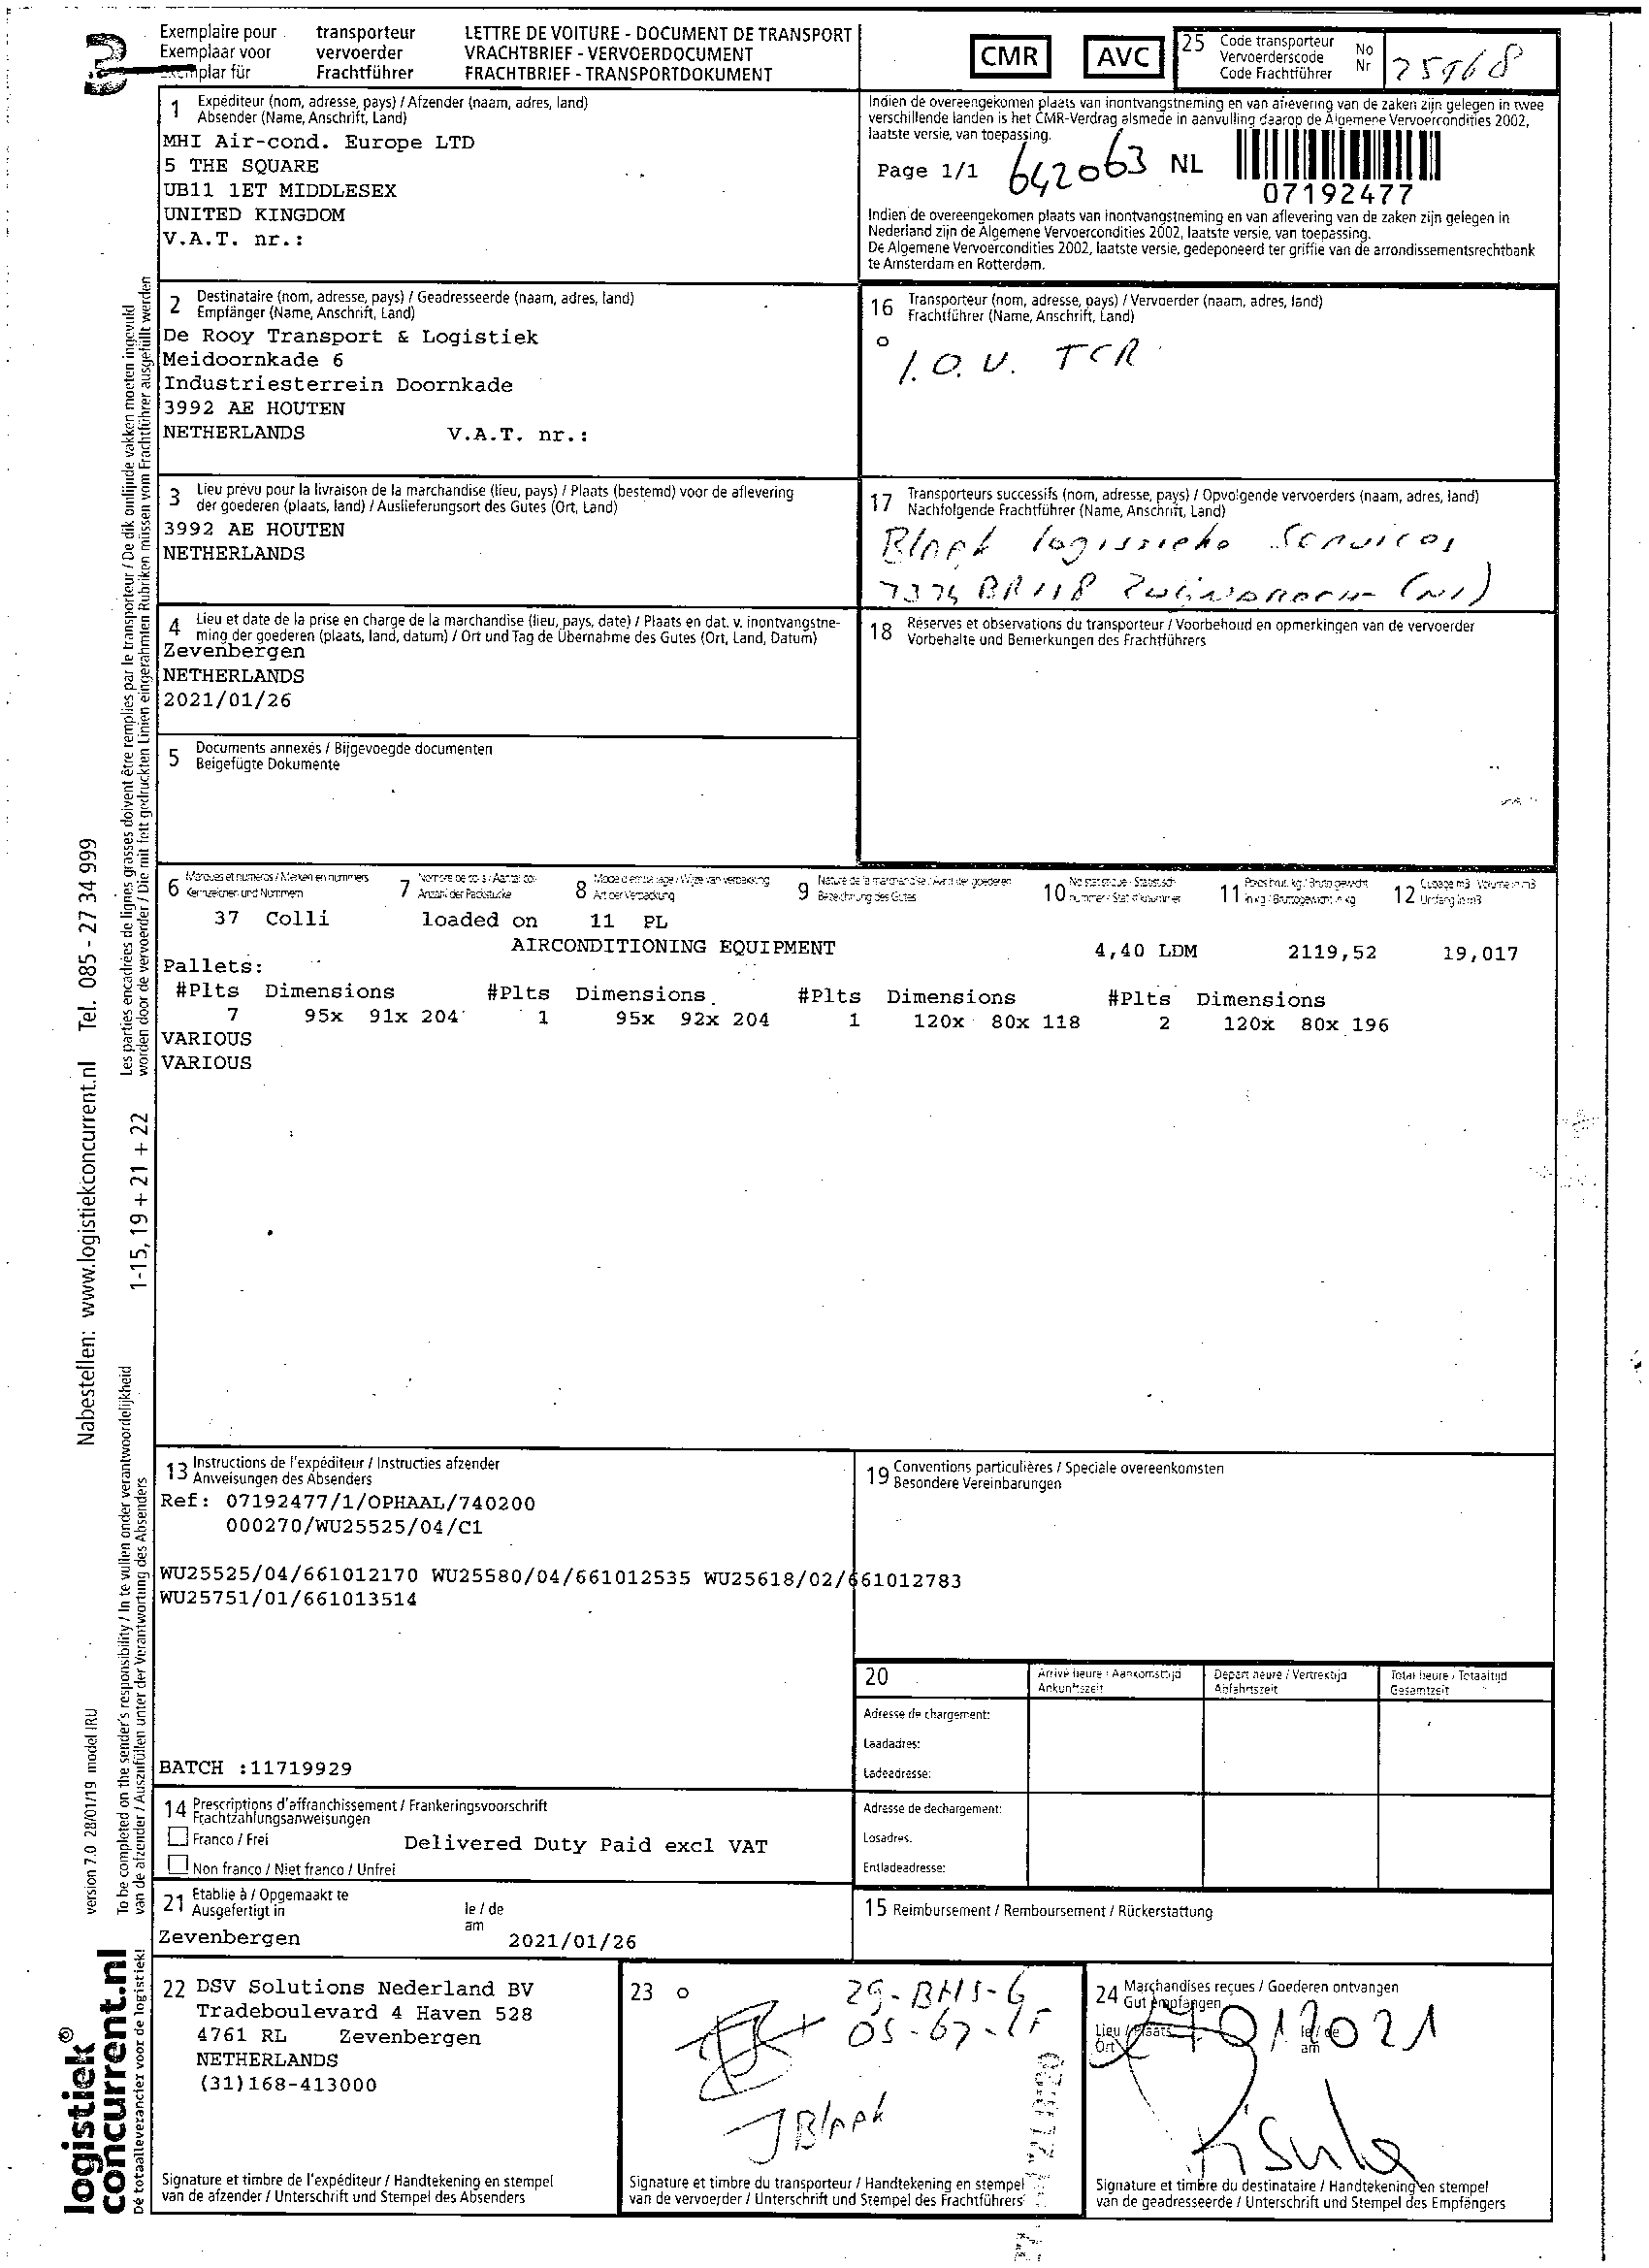 3
Exemplaire pour transporteur
Exemplaar voor vervoerder
Exemplar für Frachtführer
LETTRE DE VOITURE - DOCUMENT DE TRANSPORT
VRACHTBRIEF - VERVOERDOCUMENT
FRACHTBRIEF - TRANSPORTDOKUMENT
CMR
AVC
25 Code transporteur
Vervoerderscode
Code Frachtführer
No
Nr
1 Expéditeur (nom, adresse, pays) / Afzender (naam, adres, land)
Absender (Name, Anschrift, Land)
MHI Air-cond. Europe LTD
5 THE SQUARE
UB11 1ET MIDDLESEX
UNITED KINGDOM
V.A.T. nr.:
Indien de overeengekomen plaats van inontvangstneming en van aflevering van de zaken zijn gelegen in twee
verschillende landen is het CMR-Verdrag alsmede in aanvulling daarop de Algemene Vervoercondities 2002,
laatste versie, van toepassing.
Page 1/1 642063 NL
07192477
Indien de overeengekomen plaats van inontvangstneming en van aflevering van de zaken zijn gelegen in
Nederland zijn de Algemene Vervoercondities 2002, laatste versie, van toepassing.
De Algemene Vervoercondities 2002, laatste versie, gedeponeerd ter griffie van de arrondissementsrechtbank
te Amsterdam en Rotterdam.
2 Destinataire (nom, adresse, pays) / Geadresseerde (naam, adres, land)
Empfänger (Name, Anschrift, Land)
De Rooy Transport & Logistiek
Meidoornkade 6
Industriesterrein Doornkade
3992 AE HOUTEN
NETHERLANDS V.A.T. nr.:
16 Transporteur (nom, adresse, pays) / Vervoerder (naam, adres, land)
Frachtführer (Name, Anschrift, Land)
I.O.V. TCR
3 Lieu prévu pour la livraison de la marchandise (lieu, pays) / Plaats (bestemd) voor de aflevering
der goederen (plaats, land) / Auslieferungsort des Gutes (Ort, Land)
3992 AE HOUTEN
NETHERLANDS
17 Transporteurs successifs (nom, adresse, pays) / Opvolgende vervoerders (naam, adres, land)
Nachfolgende Frachtführer (Name, Anschrift, Land)
4 Lieu et date de la prise en charge de la marchandise (lieu, pays, date) / Plaats en dat. v. inontvangstne-
ming der goederen (plaats, land, datum) / Ort und Tag de Übernahme des Gutes (Ort, Land, Datum)
Zevenbergen
NETHERLANDS
2021/01/26
18 Réserves et observations du transporteur / Voorbehoud en opmerkingen van de vervoerder
Vorbehalte und Bemerkungen des Frachtführers
5 Documents annexés / Bijgevoegde documenten
Beigefügte Dokumente
6 Marques et numéros / Merken en nummers
Kennzeichen und Nummern
7 Nombre de colis / Aantal colli
Anzahl der Packstücke
8 Mode d'emballage / Wijze van verpakking
Art der Verpackung
9 Nature de la marchandise / Aard der goederen
Bezeichnung des Gutes
10 No statistique - Statistisch
nummer - Statistiknummer
11 Poids brut, kg / Bruto gewicht
in kg / Bruttogewicht in kg
12 Cubage m3 Volume in m3
Umfang in m3
37 Colli loaded on 11 PL
AIRCONDITIONING EQUIPMENT 4,40 LDM 2119,52 19,017
Pallets:
#Plts Dimensions #Plts Dimensions #Plts Dimensions #Plts Dimensions
7 95x 91x 204 1 95x 92x 204 1 120x 80x 118 2 120x 80x 196
VARIOUS
VARIOUS
13 Instructions de l'expéditeur / Instructies afzender
Anweisungen des Absenders
Ref: 07192477/1/OPHAAL/740200
000270/WU25525/04/C1
WU25525/04/661012170 WU25580/04/661012535 WU25618/02/661012783
WU25751/01/661013514
BATCH :11719929
19 Conventions particulières / Speciale overeenkomsten
Besondere Vereinbarungen
20
Arrivé heure / Aankomsttijd
Ankunftszeit
Depart heure / Vertrektijd
Abfahrtszeit
Total heure / Totaaltijd
Gesamtzeit
Adresse de chargement:
Laadadres:
Ladeadresse:
Adresse de dechargement:
Losadres.
Entladeadresse:
14 Prescriptions d'affranchissement / Frankeringsvoorschrift
Frachtzahlungsanweisungen
Franco / Frei
Delivered Duty Paid excl VAT
Non franco / Niet franco / Unfrei
21 Etablie à / Opgemaakt te
Ausgefertigt in
le / de
am
Zevenbergen 2021/01/26
15 Reimbursement / Remboursement / Rückerstattung
22 DSV Solutions Nederland BV
Tradeboulevard 4 Haven 528
4761 RL Zevenbergen
NETHERLANDS
(31)168-413000
Signature et timbre de l'expéditeur / Handtekening en stempel
van de afzender / Unterschrift und Stempel des Absenders
23
29-BHS-6
JBlaak
Signature et timbre du transporteur / Handtekening en stempel
van de vervoerder / Unterschrift und Stempel des Frachtführers
24 Marchandises reçues / Goederen ontvangen
Gut empfangen
Lieu / Plaats
Ort
le / de
am
Signature et timbre du destinataire / Handtekening en stempel
van de geadresseerde / Unterschrift und Stempel des Empfängers
Les parties encadrées de lignes grasses doivent être remplies par le transporteur / De dik omlijnde vakken moeten ingevuld
worden door de vervoerder / Die mit fett gedruckten Linien eingerahmten Rubriken müssen vom Frachtführer ausgefüllt werden
Nabestellen: www.logistiekconcurrent.nl Tel. 085 - 27 34 999
1-15, 19 + 21 + 22
To be completed on the sender's responsibility / In te vullen onder verantwoordelijkheid
van de afzender / Auszufüllen unter der Verantwortung des Absenders
version 7.0 28/01/19 model IRU
logistiek®
concurrent.nl
Dé totaalleverancier voor de logistiek!